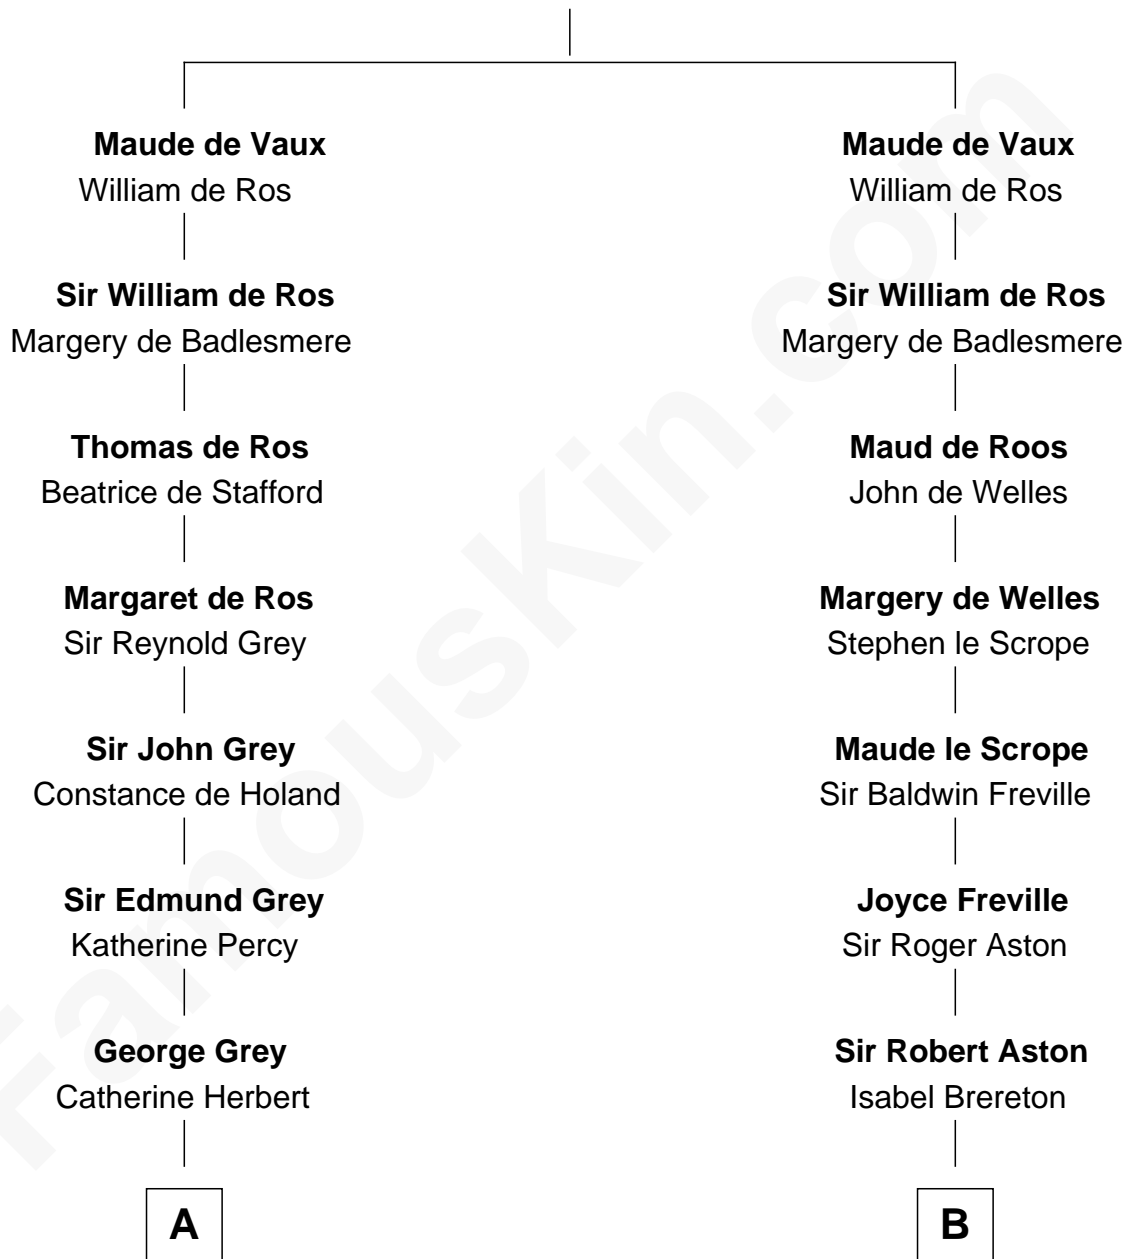 Maude de Vaux
William de Ros
Sir William de Ros
Margery de Badlesmere
Thomas de Ros
Beatrice de Stafford
Margaret de Ros
Sir Reynold Grey
Sir John Grey
Constance de Holand
Sir Edmund Grey
Katherine Percy
George Grey
Catherine Herbert
A
Maude de Vaux
William de Ros
Sir William de Ros
Margery de Badlesmere
Maud de Roos
John de Welles
Margery de Welles
Stephen le Scrope
Maude le Scrope
Sir Baldwin Freville
Joyce Freville
Sir Roger Aston
Sir Robert Aston
Isabel Brereton
B
FamousKin.com